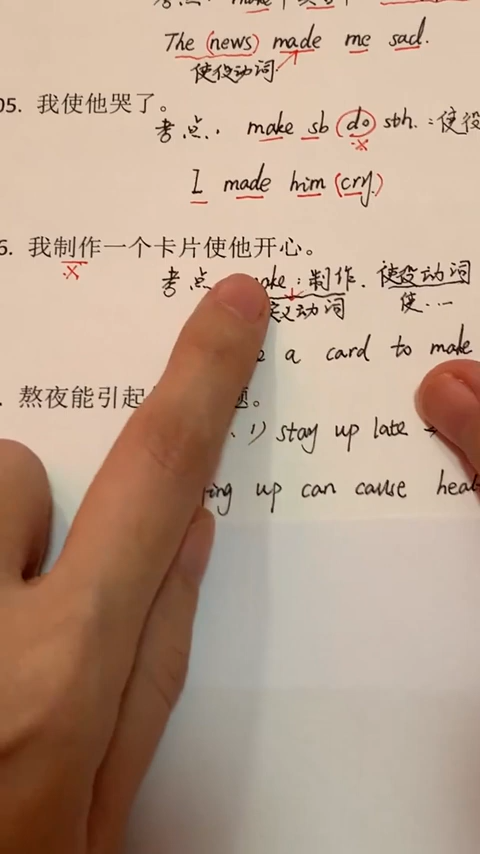 The (news) made me sad.
使役动词
05. 我使他哭了。
考点: make sb do sth. :使役
I made him (cry)
6. 我制作一个卡片使他开心。
考点 make:制作. 使役动词
义动词 使...
a card to make
. 熬夜能引起 题。
1) stay up late →
ing up can cause heal